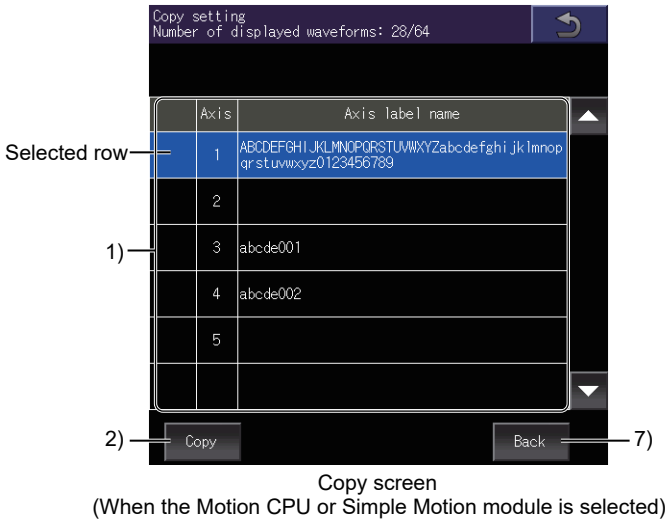 Copy setting
Number of displayed waveforms: 28/64
Axis Axis label name
Selected row
1 ABCDEFGHIJKLMNOPQRSTUVWXYZabcdefghijklmnop
qrstuvwxyz0123456789
2
1)
3 abcde001
4 abcde002
5
2) Copy Back 7)
Copy screen
(When the Motion CPU or Simple Motion module is selected)